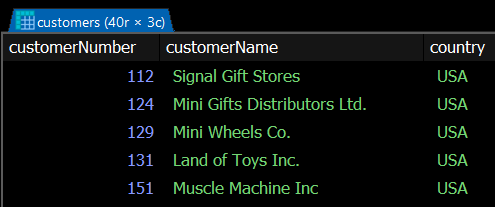 customers (40r × 3c)
customerNumber customerName country
112 Signal Gift Stores USA
124 Mini Gifts Distributors Ltd. USA
129 Mini Wheels Co. USA
131 Land of Toys Inc. USA
151 Muscle Machine Inc USA